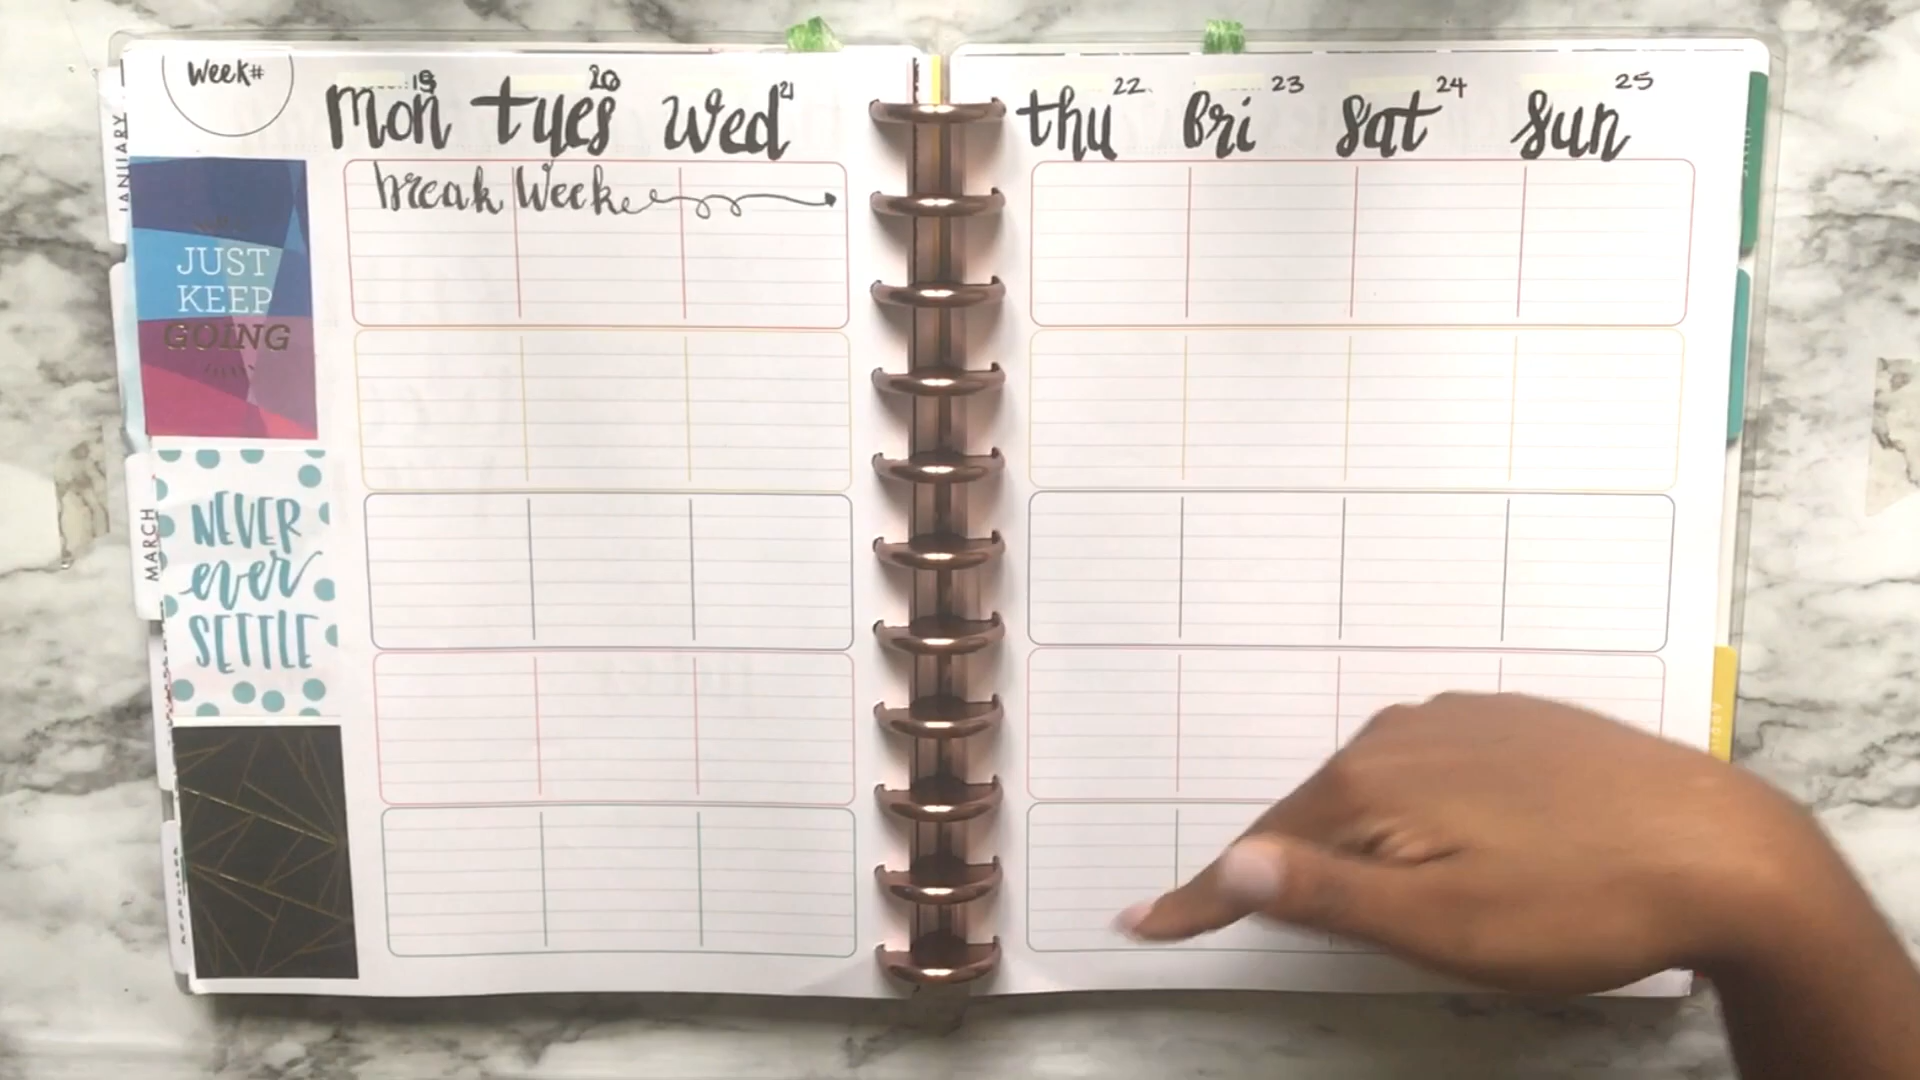 Week#
Mon 19 tues 20 Wed 21 thu 22 fri 23 Sat 24 Sun 25
break Week
JUST
KEEP
GOING
NEVER
ever
SETTLE
JANUARY
MARCH